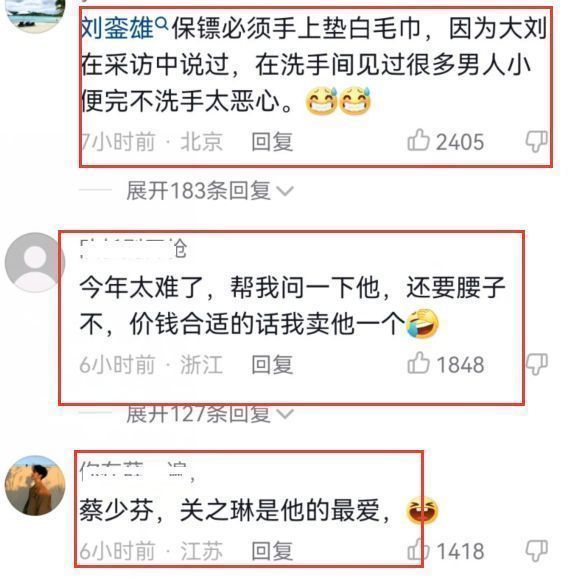 刘銮雄保镖必须手上垫白毛巾，因为大刘
在采访中说过，在洗手间见过很多男人小
便完不洗手太恶心。😁😁
7小时前 · 北京 回复 2405
展开183条回复
今年太难了，帮我问一下他，还要腰子
不，价钱合适的话我卖他一个🤣
6小时前 · 浙江 回复 1848
展开127条回复
蔡少芬，关之琳是他的最爱，😆
6小时前 · 江苏 回复 1418